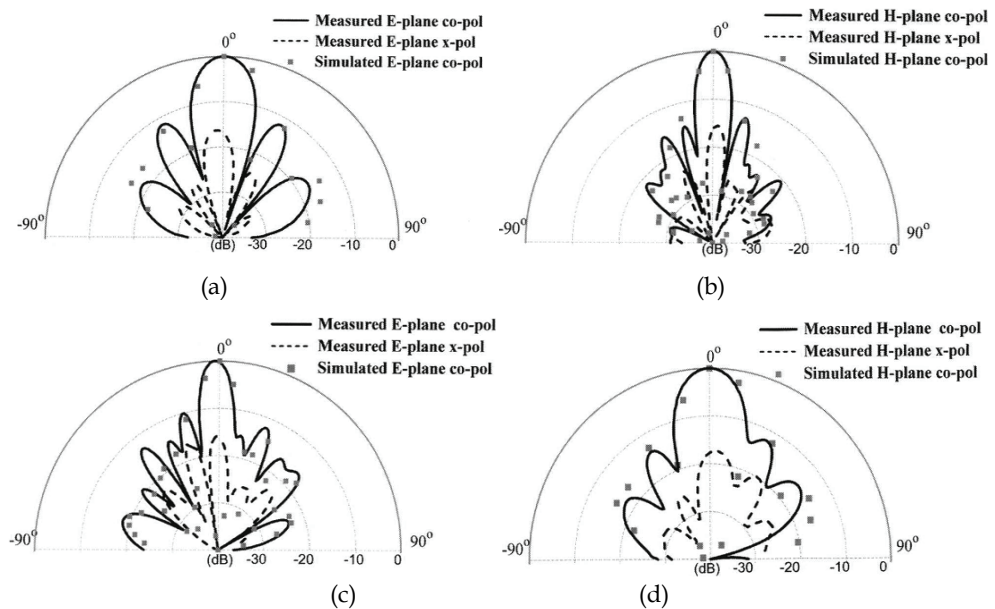 Measured E-plane co-pol
Measured E-plane x-pol
Simulated E-plane co-pol
0°
-90°
90°
(dB) -30 -20 -10 0
(a)
Measured H-plane co-pol
Measured H-plane x-pol
Simulated H-plane co-pol
0°
-90°
90°
(dB) -30 -20 -10 0
(b)
Measured E-plane co-pol
Measured E-plane x-pol
Simulated E-plane co-pol
0°
-90°
90°
(dB) -30 -20 -10 0
(c)
Measured H-plane co-pol
Measured H-plane x-pol
Simulated H-plane co-pol
0°
-90°
90°
(dB) -30 -20 -10 0
(d)